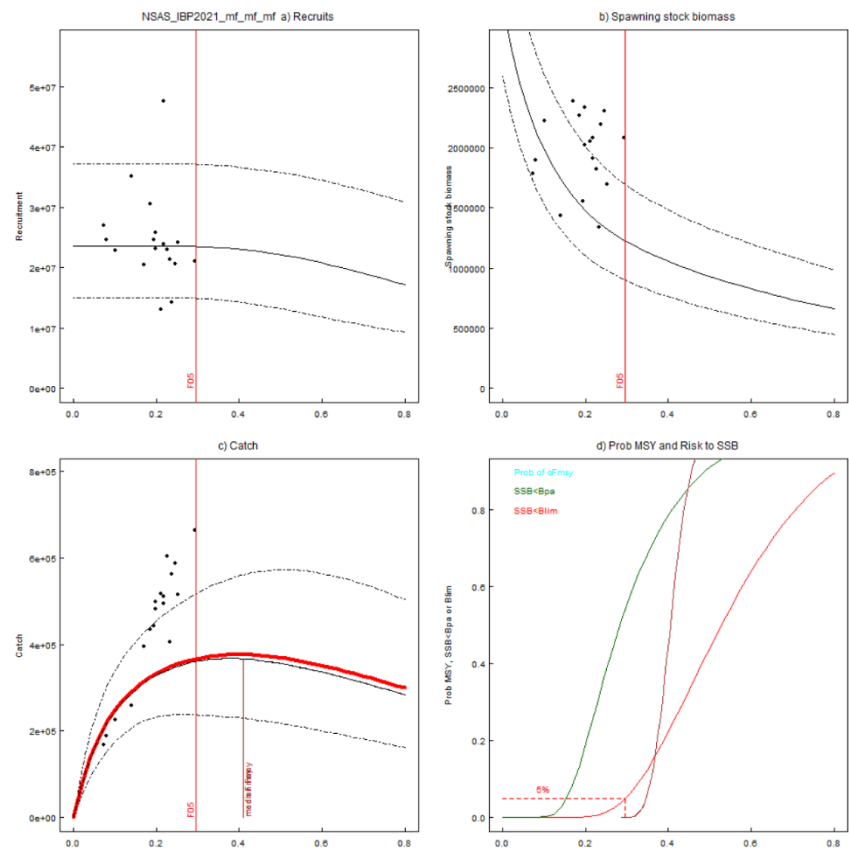 NSAS_IBP2021_mf_mf_mf a) Recruits
Recruitment
5e+07
4e+07
3e+07
2e+07
1e+07
0e+00
F05
0.0 0.2 0.4 0.6 0.8
b) Spawning stock biomass
Spawning stock biomass
2500000
2000000
1500000
1000000
500000
0
F05
0.0 0.2 0.4 0.6 0.8
c) Catch
Catch
8e+05
6e+05
4e+05
2e+05
0e+00
F05
0.0 0.2 0.4 0.6 0.8
d) Prob MSY and Risk to SSB
Prob MSY, SSB<Bpa or Blim
0.8
0.6
0.4
0.2
0.0
Prob of cFmsy
SSB<Bpa
SSB<Blim
5%
0.0 0.2 0.4 0.6 0.8